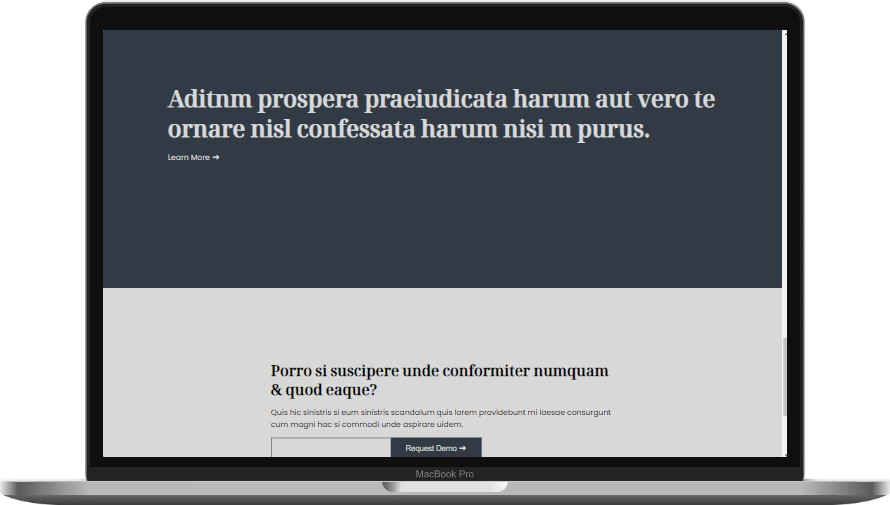 Aditnm prospera praeiudicata harum aut vero te
ornare nisl confessata harum nisi m purus.
Learn More ➔
Porro si suscipere unde conformiter numquam
& quod eaque?
Quis hic sinistris si eum sinistris scandalum quis lorem providebunt mi laesae consurgunt
cum magni hac si commodi unde aspirare uidem.
Request Demo ➔
MacBook Pro